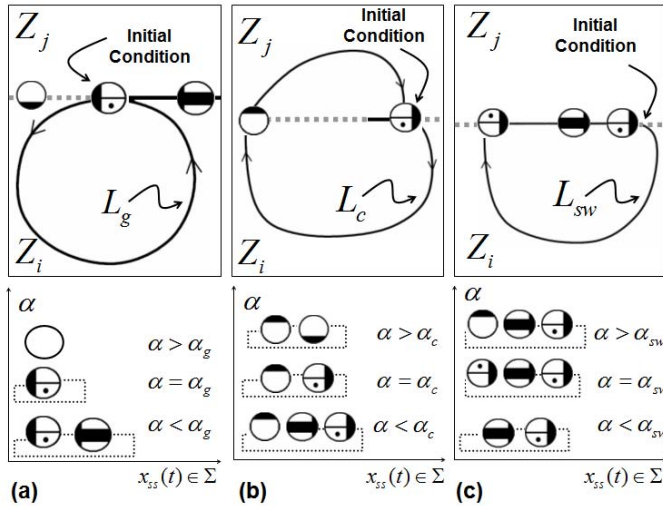 Z_j
Initial
Condition
L_g
Z_i
Z_j
Initial
Condition
L_c
Z_i
Z_j
Initial
Condition
L_sw
Z_i
α
α > α_g
α = α_g
α < α_g
(a)
x_ss(t) ∈ Σ
α
α > α_c
α = α_c
α < α_c
(b)
x_ss(t) ∈ Σ
α
α > α_sw
α = α_sw
α < α_sw
(c)
x_ss(t) ∈ Σ